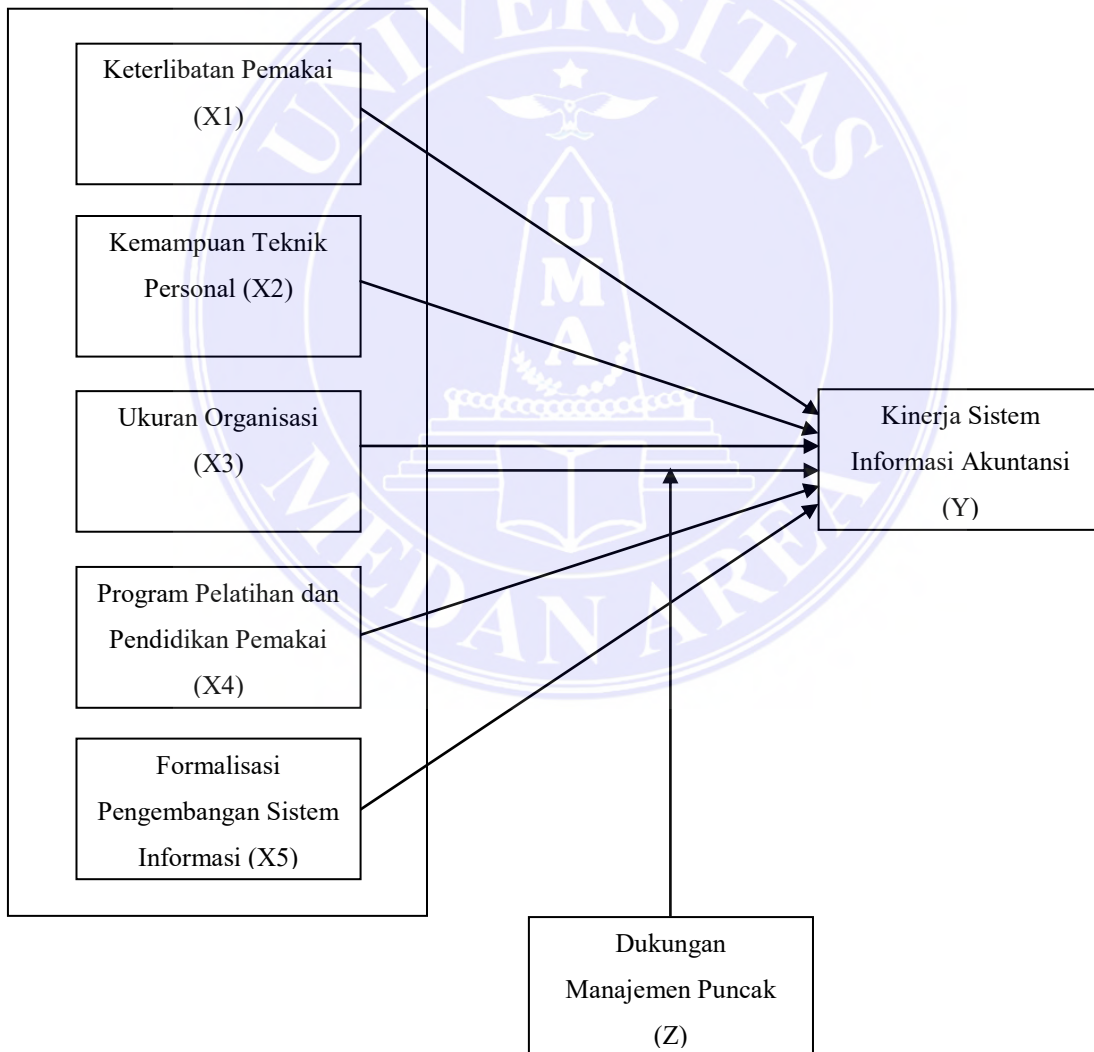 UNIVERSITAS
MEDAN AREA
U
M
A
Keterlibatan Pemakai
(X1)
Kemampuan Teknik
Personal (X2)
Ukuran Organisasi
(X3)
Program Pelatihan dan
Pendidikan Pemakai
(X4)
Formalisasi
Pengembangan Sistem
Informasi (X5)
Kinerja Sistem
Informasi Akuntansi
(Y)
Dukungan
Manajemen Puncak
(Z)